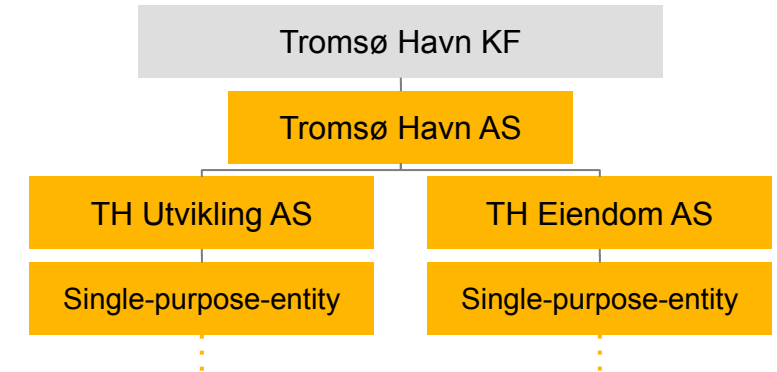 Tromsø Havn KF
Tromsø Havn AS
TH Utvikling AS
TH Eiendom AS
Single-purpose-entity
Single-purpose-entity